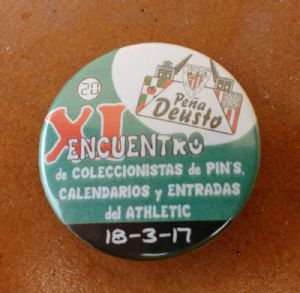 20
Peña
Deusto
XI
ENCUENTRO
de COLECCIONISTAS de PIN'S,
CALENDARIOS y ENTRADAS
del ATHLETIC
18-3-17